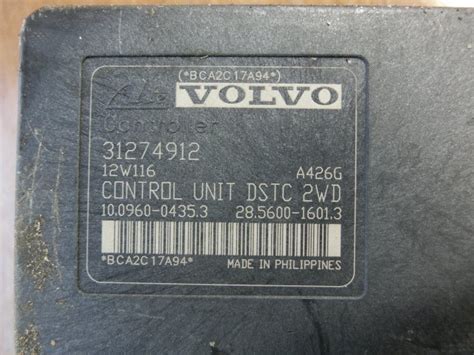 (*BCA2C17A94*)
VOLVO
Controller
31274912
12W116 A426G
CONTROL UNIT DSTC 2WD
10.0960-0435.3 28.5600-1601.3
*BCA2C17A94*
MADE IN PHILIPPINES